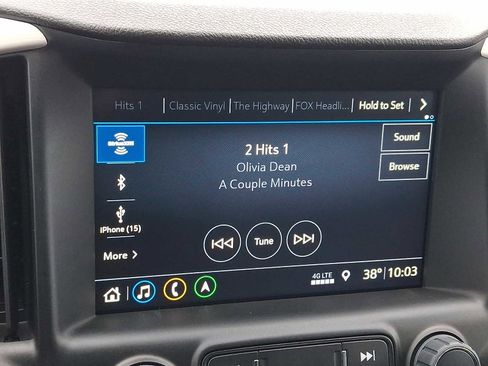 Hits 1 | Classic Vinyl | The Highway | FOX Headli... | Hold to Set
SiriusXM
2 Hits 1
Sound
Olivia Dean
Browse
A Couple Minutes
iPhone (15)
Tune
More
4G LTE
38° 10:03